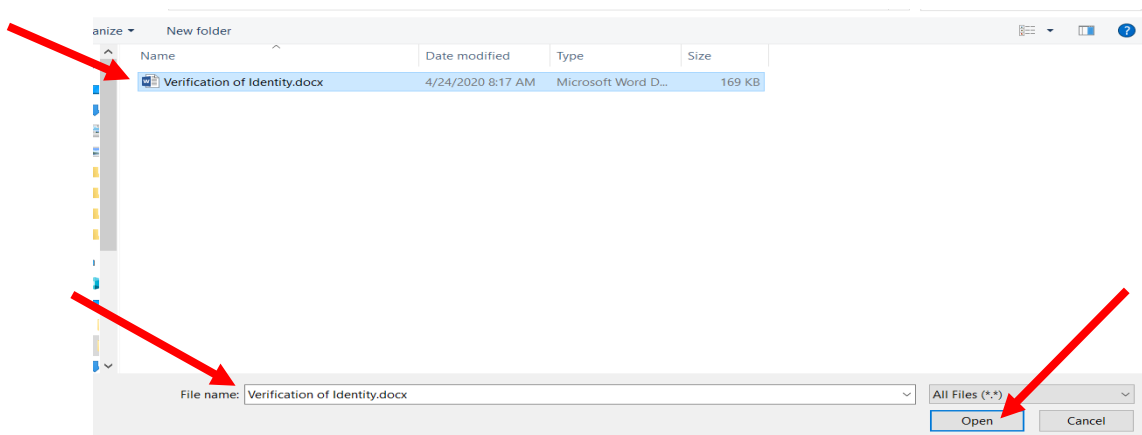 anize New folder
Name Date modified Type Size
Verification of Identity.docx 4/24/2020 8:17 AM Microsoft Word D... 169 KB
File name: Verification of Identity.docx All Files (*.*)
Open Cancel